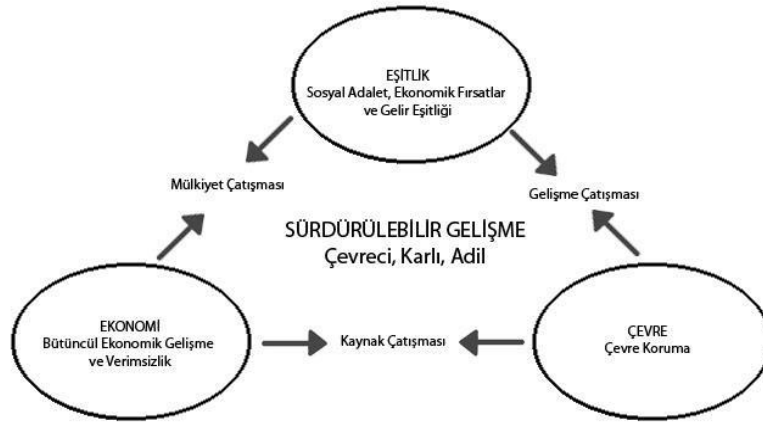 EŞİTLİK
Sosyal Adalet, Ekonomik Fırsatlar
ve Gelir Eşitliği
Mülkiyet Çatışması
Gelişme Çatışması
SÜRDÜRÜLEBİLİR GELİŞME
Çevreci, Karlı, Adil
EKONOMİ
Bütüncül Ekonomik Gelişme
ve Verimsizlik
Kaynak Çatışması
ÇEVRE
Çevre Koruma